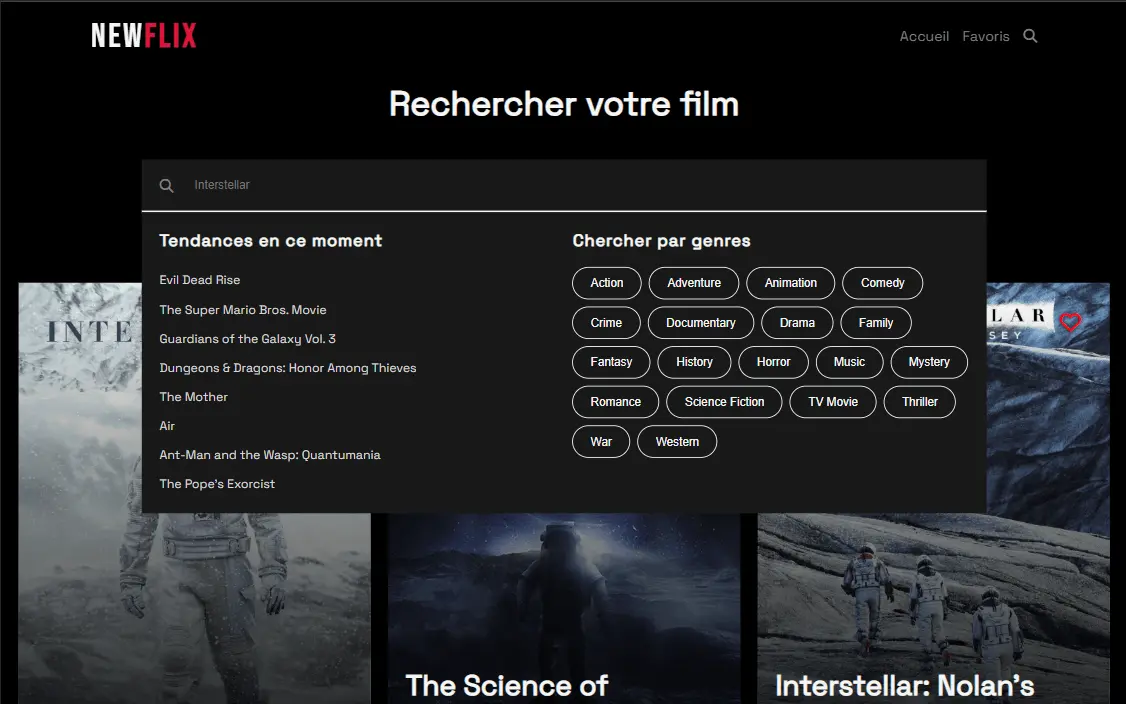 NEWFLIX
Accueil Favoris
Rechercher votre film
Interstellar
Tendances en ce moment
Evil Dead Rise
The Super Mario Bros. Movie
Guardians of the Galaxy Vol. 3
Dungeons & Dragons: Honor Among Thieves
The Mother
Air
Ant-Man and the Wasp: Quantumania
The Pope's Exorcist
Chercher par genres
Action Adventure Animation Comedy
Crime Documentary Drama Family
Fantasy History Horror Music Mystery
Romance Science Fiction TV Movie Thriller
War Western
INTE
LAR
SEY
The Science of
Interstellar: Nolan's